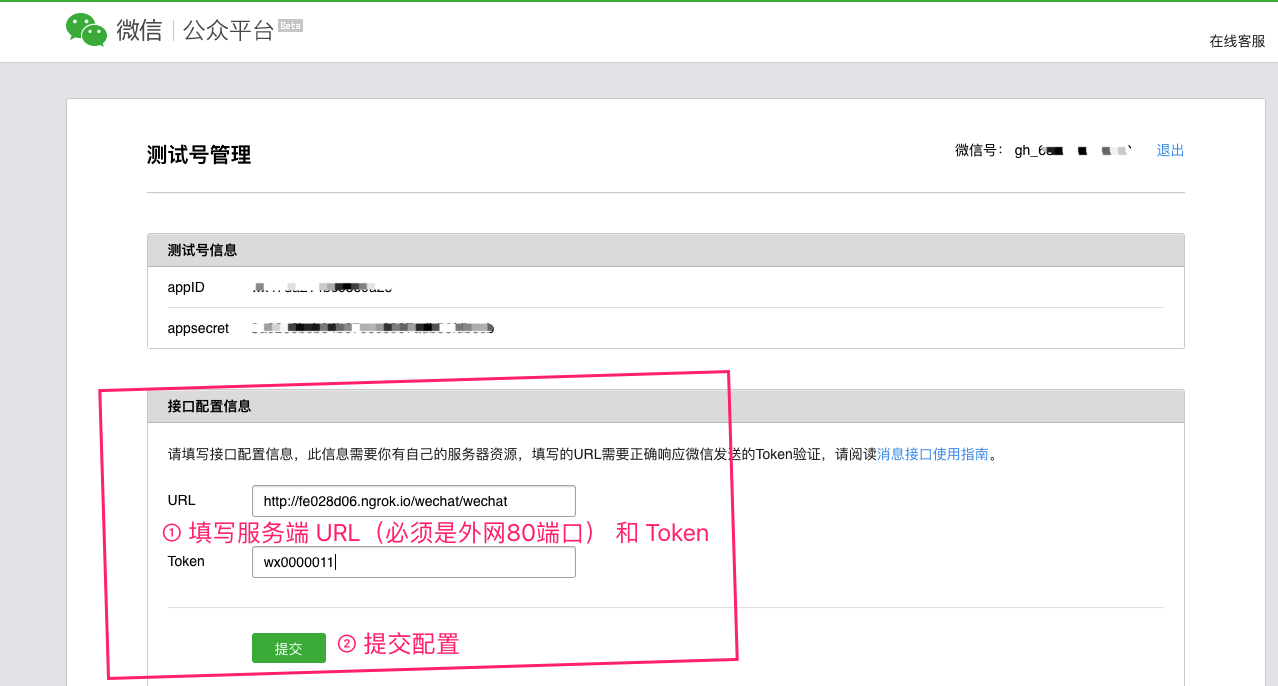 微信 公众平台 Beta
在线客服
测试号管理
微信号： gh_6 退出
测试号信息
appID
appsecret
接口配置信息
请填写接口配置信息，此信息需要你有自己的服务器资源，填写的URL需要正确响应微信发送的Token验证，请阅读消息接口使用指南。
URL http://fe028d06.ngrok.io/wechat/wechat
① 填写服务端 URL（必须是外网80端口） 和 Token
Token wx0000011
提交 ② 提交配置